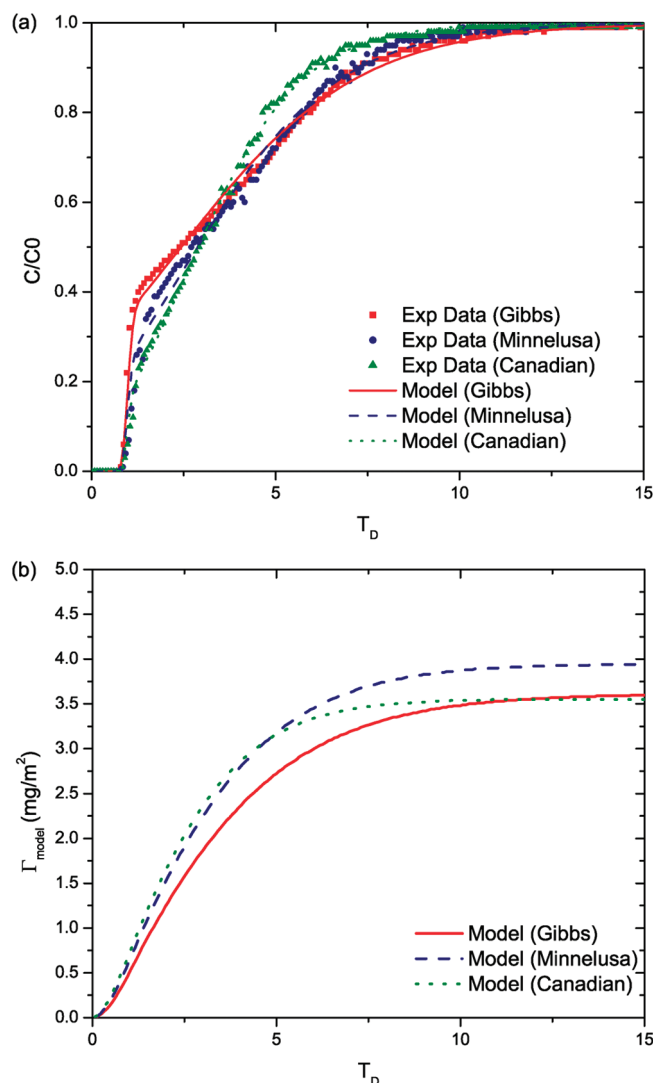 (a)
1.0
0.8
0.6
0.4
0.2
0.0
C/C0
Exp Data (Gibbs)
Exp Data (Minnelusa)
Exp Data (Canadian)
Model (Gibbs)
Model (Minnelusa)
Model (Canadian)
0 5 10 15
T_D
(b)
5.0
4.5
4.0
3.5
3.0
2.5
2.0
1.5
1.0
0.5
0.0
Γ_model (mg/m²)
Model (Gibbs)
Model (Minnelusa)
Model (Canadian)
0 5 10 15
T_D